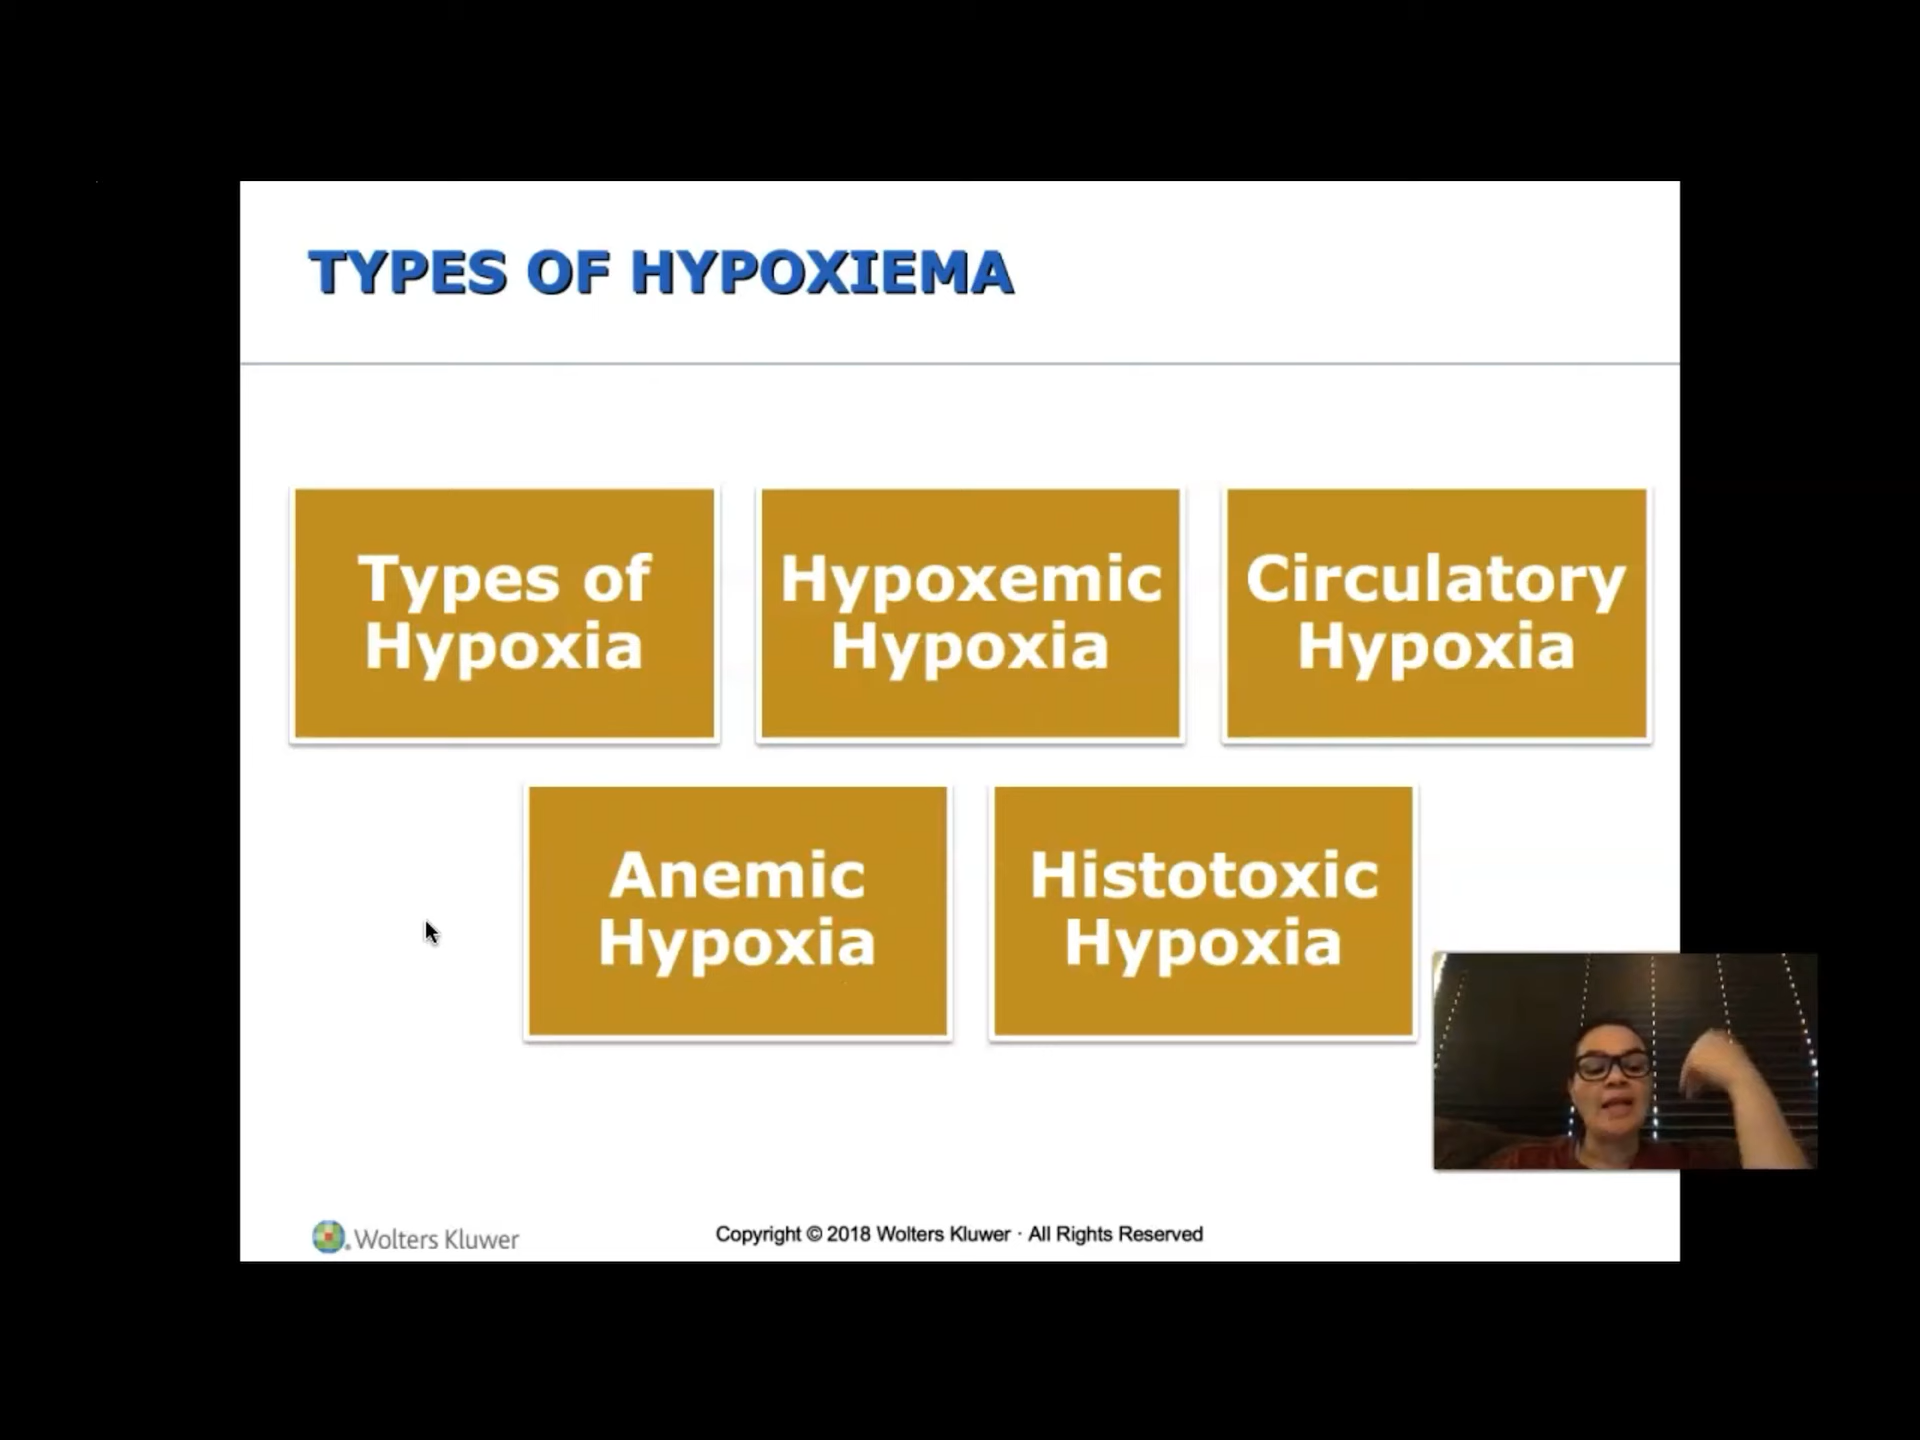 TYPES OF HYPOXIEMA
Types of
Hypoxia
Hypoxemic
Hypoxia
Circulatory
Hypoxia
Anemic
Hypoxia
Histotoxic
Hypoxia
Wolters Kluwer
Copyright © 2018 Wolters Kluwer · All Rights Reserved